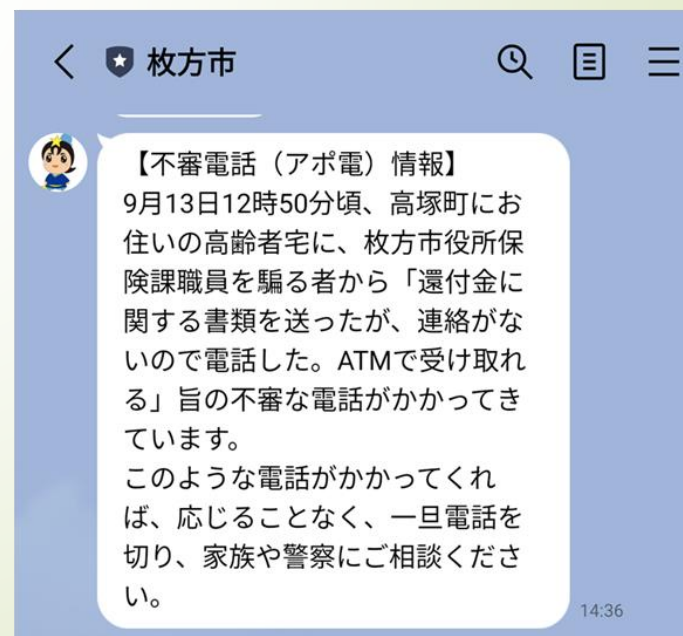 枚方市
【不審電話（アポ電）情報】
9月13日12時50分頃、高塚町にお
住いの高齢者宅に、枚方市役所保
険課職員を騙る者から「還付金に
関する書類を送ったが、連絡がな
いので電話した。ATMで受け取れ
る」旨の不審な電話がかかってき
ています。
このような電話がかかってくれ
ば、応じることなく、一旦電話を
切り、家族や警察にご相談くださ
い。
14:36